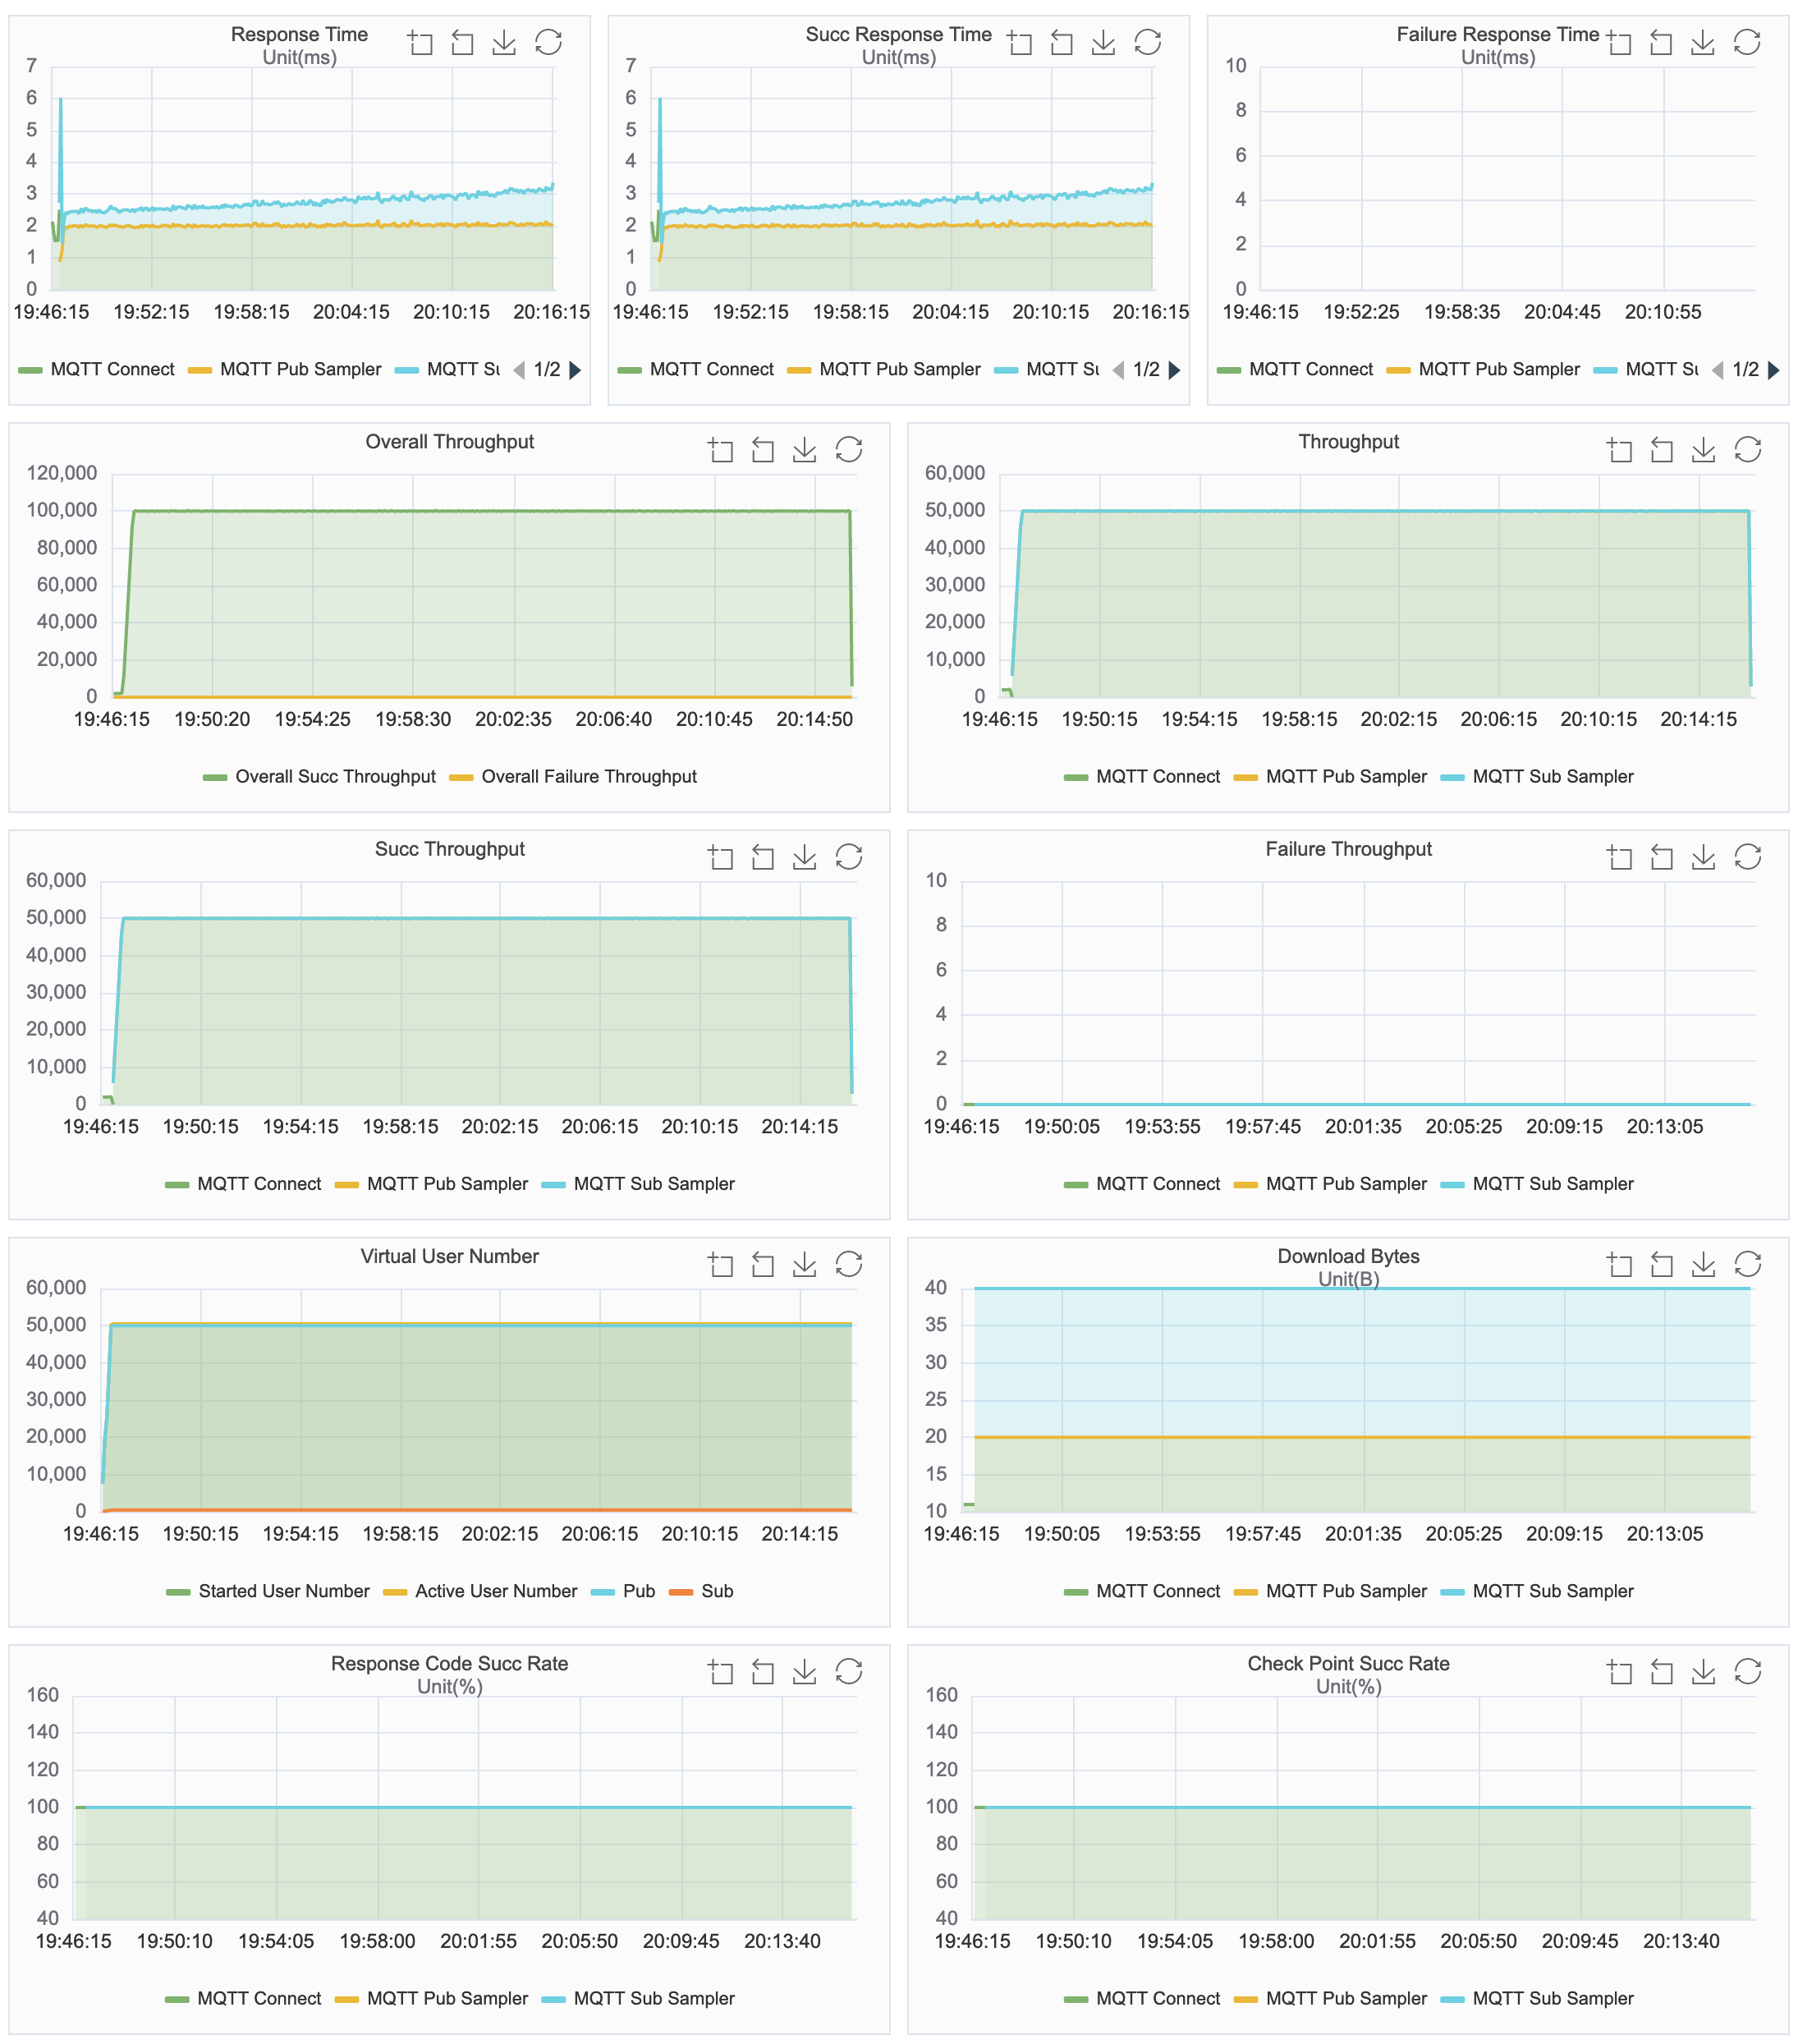 Response Time
Unit(ms)
7
6
5
4
3
2
1
0
19:46:15 19:52:15 19:58:15 20:04:15 20:10:15 20:16:15
MQTT Connect MQTT Pub Sampler MQTT Su 1/2
Succ Response Time
Unit(ms)
7
6
5
4
3
2
1
0
19:46:15 19:52:15 19:58:15 20:04:15 20:10:15 20:16:15
MQTT Connect MQTT Pub Sampler MQTT Su 1/2
Failure Response Time
Unit(ms)
10
8
6
4
2
0
19:46:15 19:52:25 19:58:35 20:04:45 20:10:55
MQTT Connect MQTT Pub Sampler MQTT Su 1/2
Overall Throughput
120,000
100,000
80,000
60,000
40,000
20,000
0
19:46:15 19:50:20 19:54:25 19:58:30 20:02:35 20:06:40 20:10:45 20:14:50
Overall Succ Throughput Overall Failure Throughput
Throughput
60,000
50,000
40,000
30,000
20,000
10,000
0
19:46:15 19:50:15 19:54:15 19:58:15 20:02:15 20:06:15 20:10:15 20:14:15
MQTT Connect MQTT Pub Sampler MQTT Sub Sampler
Succ Throughput
60,000
50,000
40,000
30,000
20,000
10,000
0
19:46:15 19:50:15 19:54:15 19:58:15 20:02:15 20:06:15 20:10:15 20:14:15
MQTT Connect MQTT Pub Sampler MQTT Sub Sampler
Failure Throughput
10
8
6
4
2
0
19:46:15 19:50:05 19:53:55 19:57:45 20:01:35 20:05:25 20:09:15 20:13:05
MQTT Connect MQTT Pub Sampler MQTT Sub Sampler
Virtual User Number
60,000
50,000
40,000
30,000
20,000
10,000
0
19:46:15 19:50:15 19:54:15 19:58:15 20:02:15 20:06:15 20:10:15 20:14:15
Started User Number Active User Number Pub Sub
Download Bytes
Unit(B)
40
35
30
25
20
15
10
19:46:15 19:50:05 19:53:55 19:57:45 20:01:35 20:05:25 20:09:15 20:13:05
MQTT Connect MQTT Pub Sampler MQTT Sub Sampler
Response Code Succ Rate
Unit(%)
160
140
120
100
80
60
40
19:46:15 19:50:10 19:54:05 19:58:00 20:01:55 20:05:50 20:09:45 20:13:40
MQTT Connect MQTT Pub Sampler MQTT Sub Sampler
Check Point Succ Rate
Unit(%)
160
140
120
100
80
60
40
19:46:15 19:50:10 19:54:05 19:58:00 20:01:55 20:05:50 20:09:45 20:13:40
MQTT Connect MQTT Pub Sampler MQTT Sub Sampler